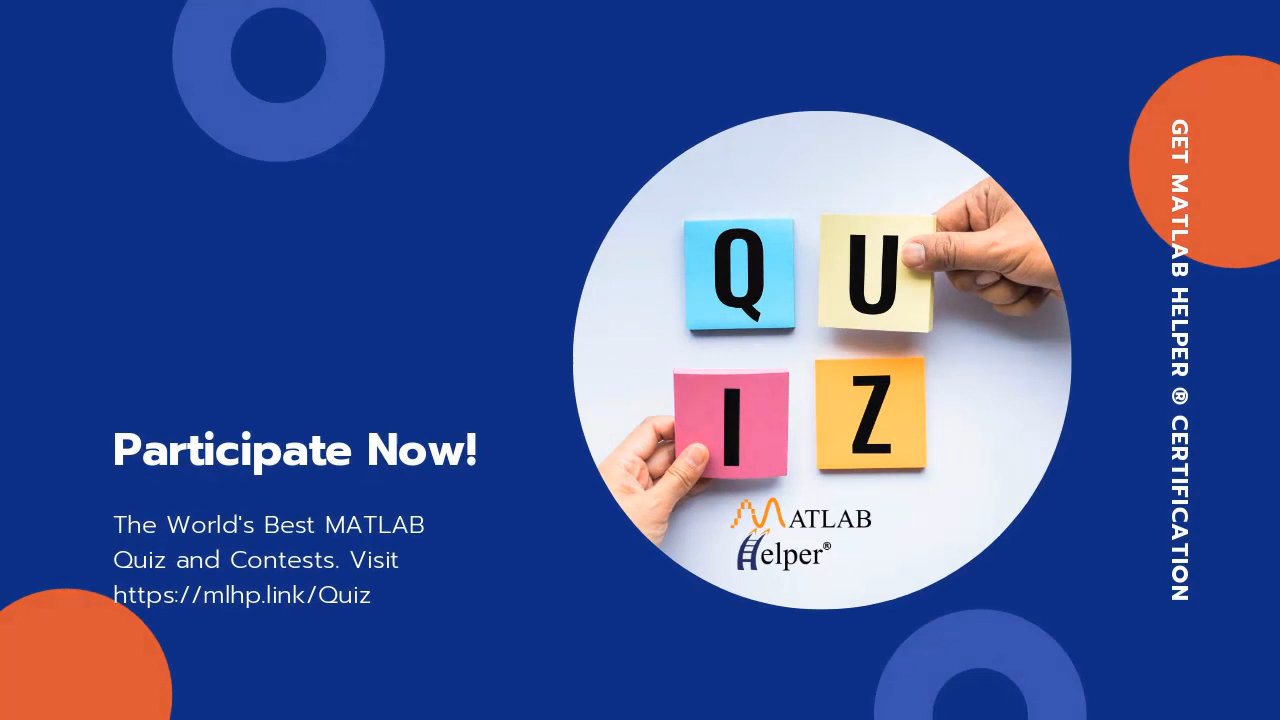 Participate Now!
The World's Best MATLAB
Quiz and Contests. Visit
https://mlhp.link/Quiz
Q U
I Z
MATLAB
Helper®
GET MATLAB HELPER ® CERTIFICATION